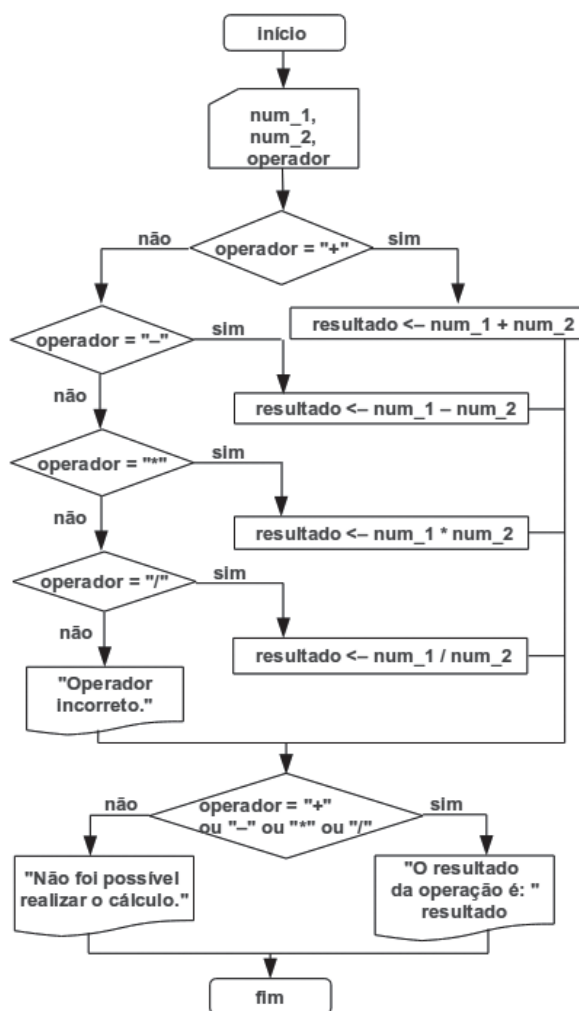 início
num_1,
num_2,
operador
não
operador = "+"
sim
operador = "–"
sim
resultado <– num_1 + num_2
não
resultado <– num_1 – num_2
operador = "*"
sim
não
resultado <– num_1 * num_2
operador = "/"
sim
não
resultado <– num_1 / num_2
"Operador
incorreto."
não
operador = "+"
ou "–" ou "*" ou "/"
sim
"Não foi possível
realizar o cálculo."
"O resultado
da operação é: "
resultado
fim